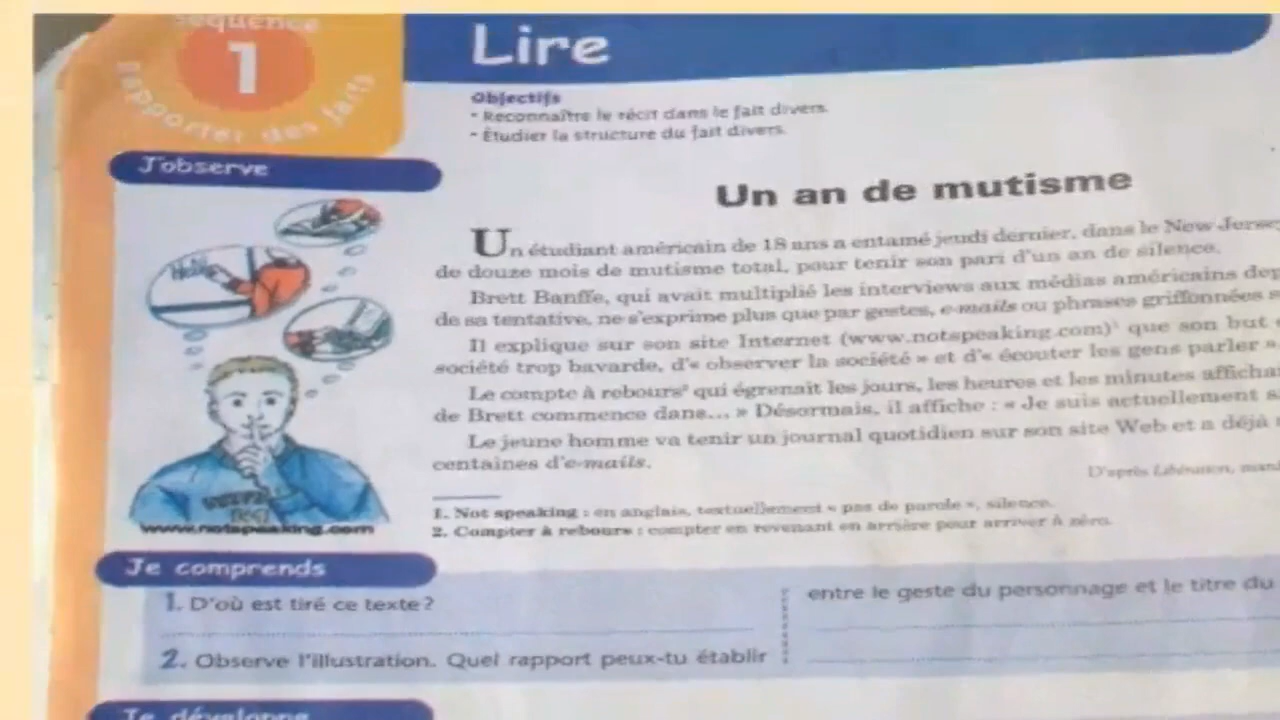 Séquence
1
Rapporter des faits
Lire
Objectifs
- Reconnaître le récit dans le fait divers.
- Étudier la structure du fait divers.
J'observe
Un an de mutisme
Un étudiant américain de 18 ans a entamé jeudi dernier, dans le New Jersey
de douze mois de mutisme total, pour tenir son pari d'un an de silence.
Brett Banffe, qui avait multiplié les interviews aux médias américains
de sa tentative, ne s'exprime plus que par gestes, e-mails ou phrases griffonnées
Il explique sur son site Internet (www.notspeaking.com)¹ que son but
société trop bavarde, d'« observer la société » et d'« écouter les gens parler »
Le compte à rebours² qui égrenait les jours, les heures et les minutes
de Brett commence dans... » Désormais, il affiche : « Je suis actuellement
Le jeune homme va tenir un journal quotidien sur son site Web et a déjà
centaines d'e-mails.
D'après Libération,
www.notspeaking.com
1. Not speaking : en anglais, textuellement « pas de parole », silence.
2. Compter à rebours : compter en revenant en arrière pour arriver à zéro.
Je comprends
1. D'où est tiré ce texte ?
2. Observe l'illustration. Quel rapport peux-tu établir
entre le geste du personnage et le titre du
Je développe